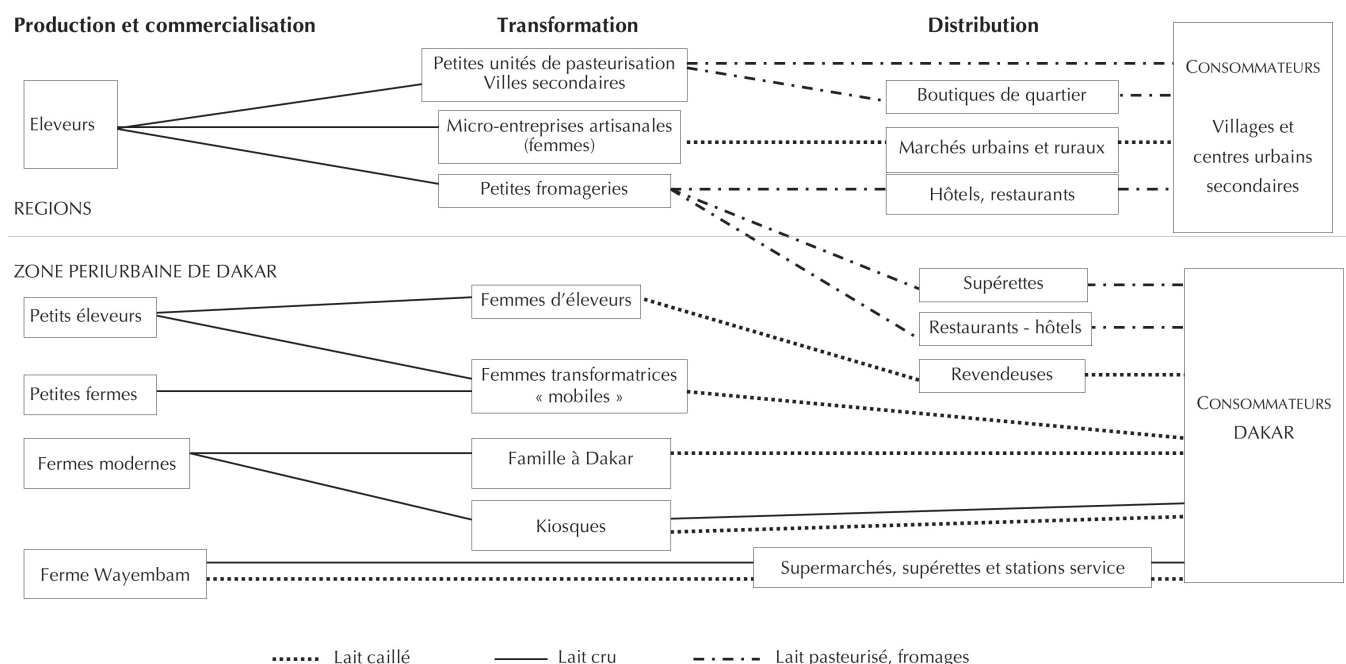 Production et commercialisation
Transformation
Distribution
Eleveurs
Petites unités de pasteurisation
Villes secondaires
Micro-entreprises artisanales
(femmes)
Petites fromageries
Boutiques de quartier
Marchés urbains et ruraux
Hôtels, restaurants
CONSOMMATEURS
Villages et
centres urbains
secondaires
REGIONS
ZONE PERIURBAINE DE DAKAR
Petits éleveurs
Petites fermes
Fermes modernes
Ferme Wayembam
Femmes d’éleveurs
Femmes transformatrices
« mobiles »
Famille à Dakar
Kiosques
Supérettes
Restaurants - hôtels
Revendeuses
Supermarchés, supérettes et stations service
CONSOMMATEURS
DAKAR
Lait caillé
Lait cru
Lait pasteurisé, fromages